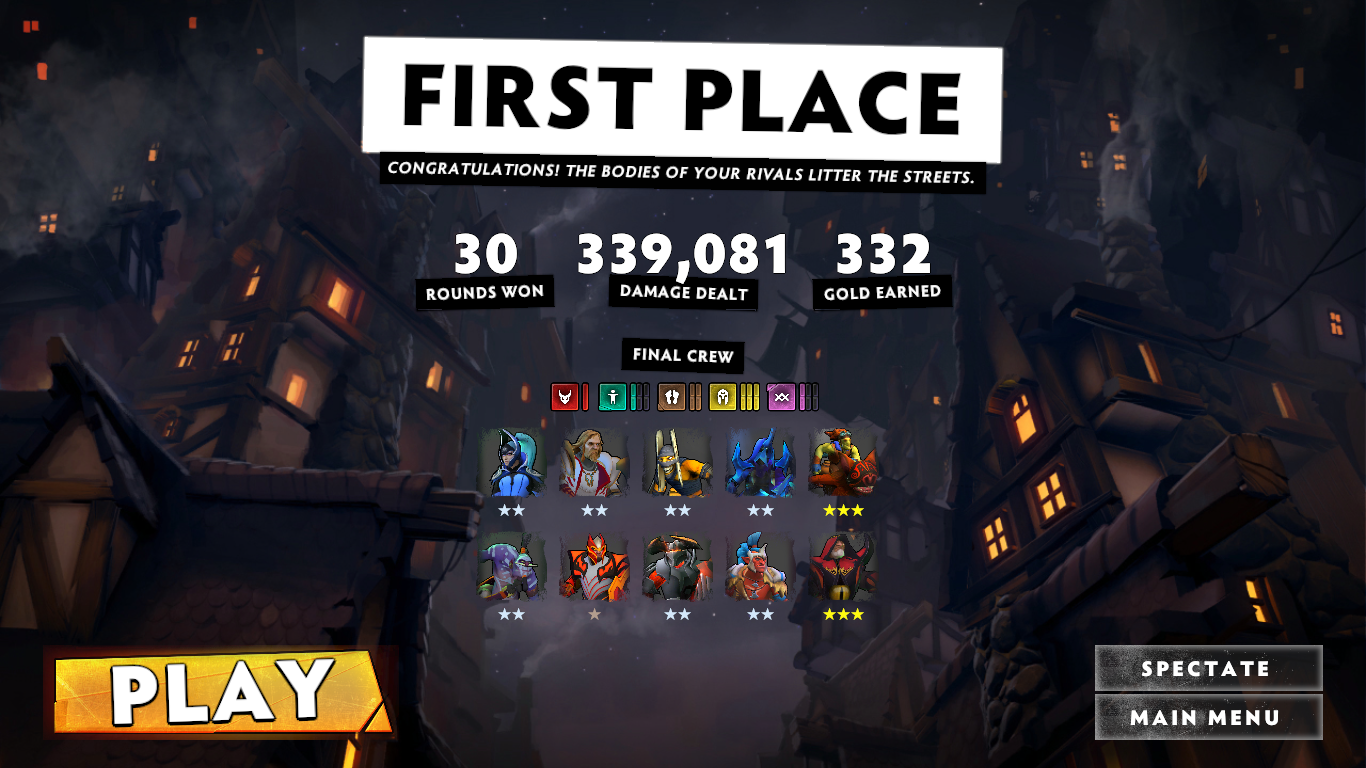 FIRST PLACE
CONGRATULATIONS! THE BODIES OF YOUR RIVALS LITTER THE STREETS.
30 339,081 332
ROUNDS WON DAMAGE DEALT GOLD EARNED
FINAL CREW
PLAY
SPECTATE
MAIN MENU